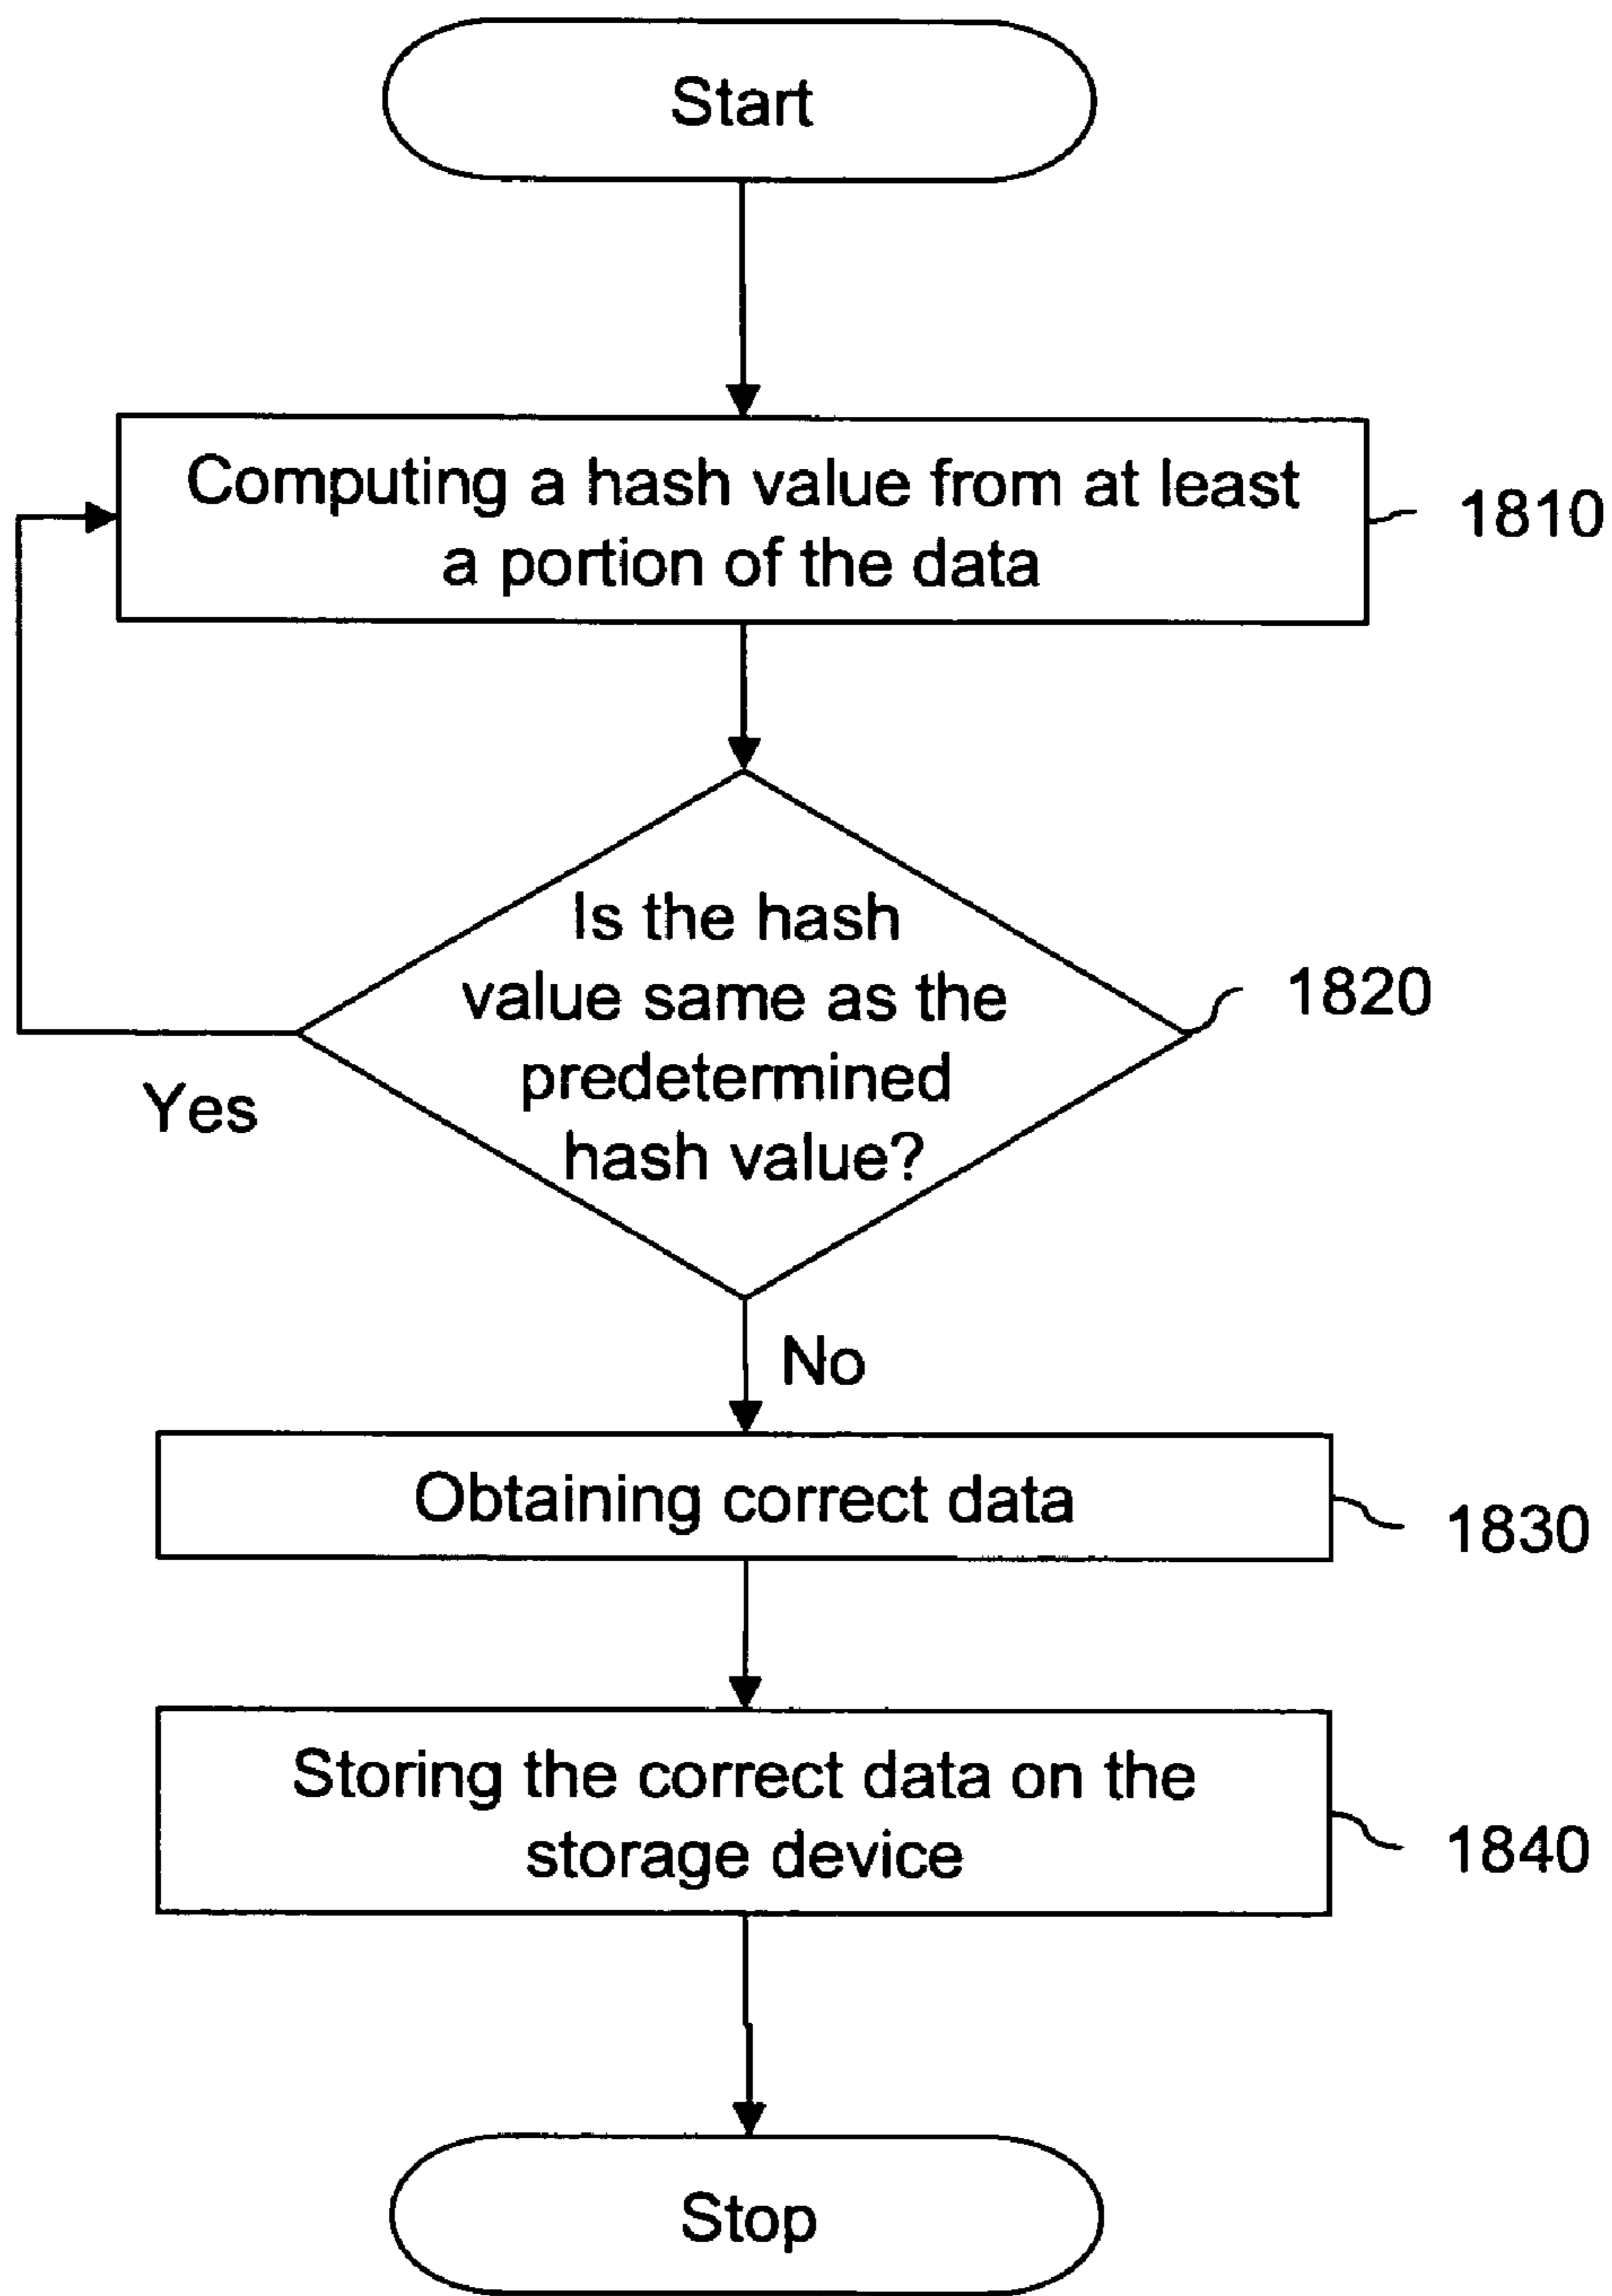 Start
Computing a hash value from at least
a portion of the data
1810
Is the hash
value same as the
predetermined
hash value?
1820
Yes
No
Obtaining correct data
1830
Storing the correct data on the
storage device
1840
Stop